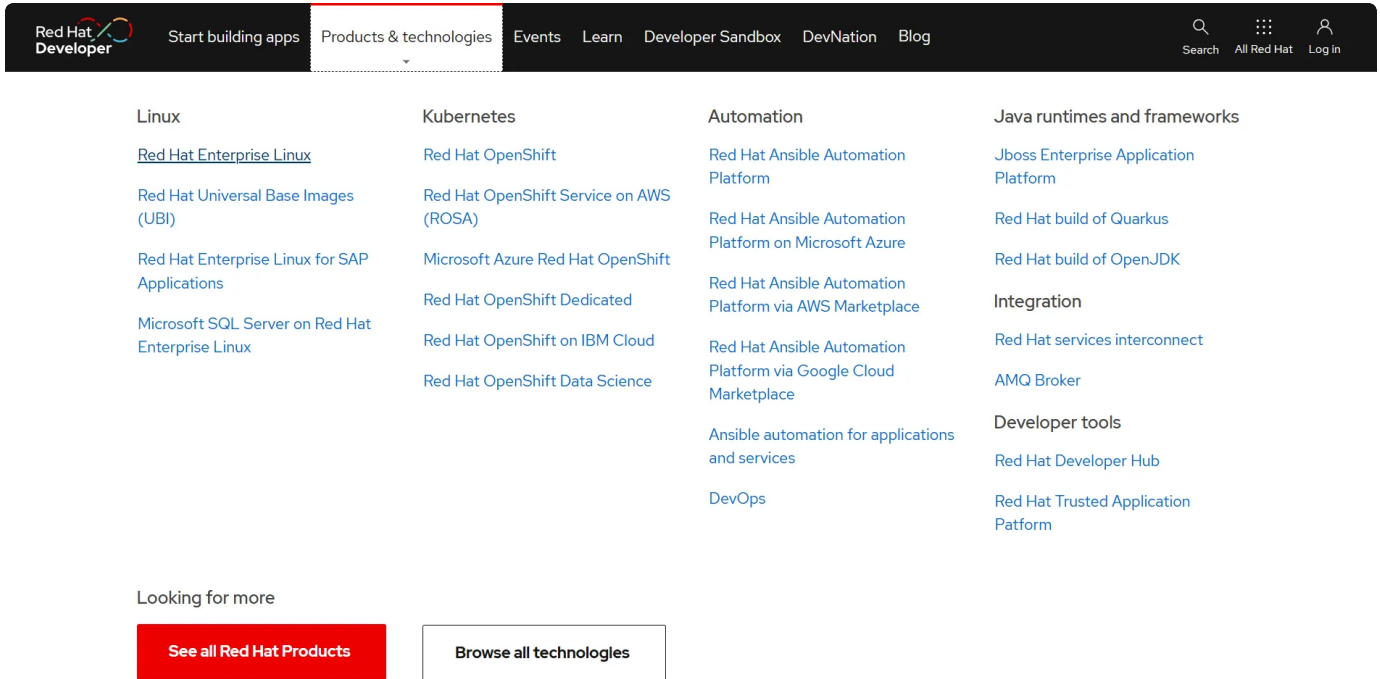 Red Hat
Developer
Start building apps
Products & technologies
Events
Learn
Developer Sandbox
DevNation
Blog
Search
All Red Hat
Log in
Linux
Red Hat Enterprise Linux
Red Hat Universal Base Images
(UBI)
Red Hat Enterprise Linux for SAP
Applications
Microsoft SQL Server on Red Hat
Enterprise Linux
Kubernetes
Red Hat OpenShift
Red Hat OpenShift Service on AWS
(ROSA)
Microsoft Azure Red Hat OpenShift
Red Hat OpenShift Dedicated
Red Hat OpenShift on IBM Cloud
Red Hat OpenShift Data Science
Automation
Red Hat Ansible Automation
Platform
Red Hat Ansible Automation
Platform on Microsoft Azure
Red Hat Ansible Automation
Platform via AWS Marketplace
Red Hat Ansible Automation
Platform via Google Cloud
Marketplace
Ansible automation for applications
and services
DevOps
Java runtimes and frameworks
Jboss Enterprise Application
Platform
Red Hat build of Quarkus
Red Hat build of OpenJDK
Integration
Red Hat services interconnect
AMQ Broker
Developer tools
Red Hat Developer Hub
Red Hat Trusted Application
Patform
Looking for more
See all Red Hat Products
Browse all technologies